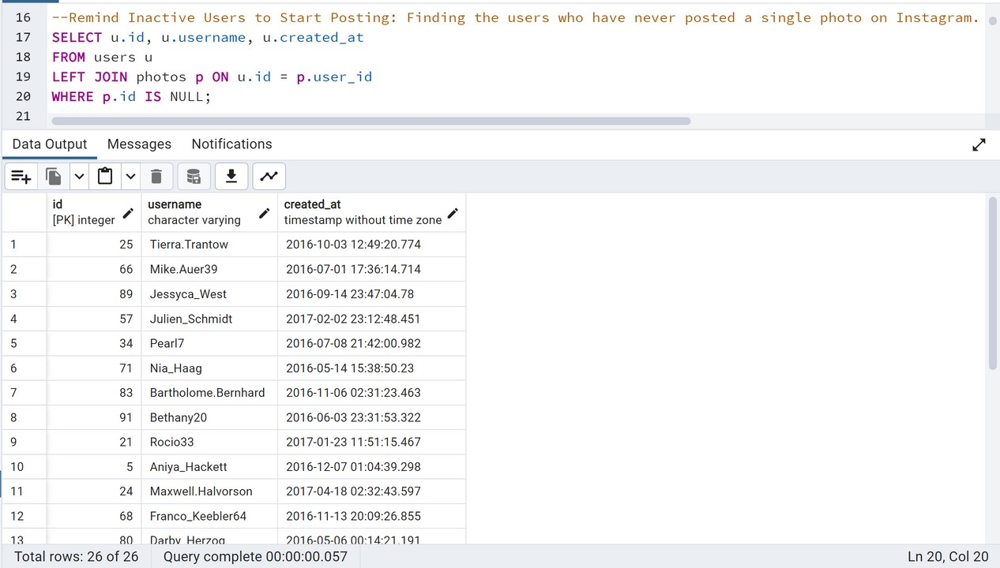 16 --Remind Inactive Users to Start Posting: Finding the users who have never posted a single photo on Instagram.
17 SELECT u.id, u.username, u.created_at
18 FROM users u
19 LEFT JOIN photos p ON u.id = p.user_id
20 WHERE p.id IS NULL;
21
Data Output Messages Notifications
id username created_at
[PK] integer character varying timestamp without time zone
1 25 Tierra.Trantow 2016-10-03 12:49:20.774
2 66 Mike.Auer39 2016-07-01 17:36:14.714
3 89 Jessyca_West 2016-09-14 23:47:04.78
4 57 Julien_Schmidt 2017-02-02 23:12:48.451
5 34 Pearl7 2016-07-08 21:42:00.982
6 71 Nia_Haag 2016-05-14 15:38:50.23
7 83 Bartholome.Bernhard 2016-11-06 02:31:23.463
8 91 Bethany20 2016-06-03 23:31:53.322
9 21 Rocio33 2017-01-23 11:51:15.467
10 5 Aniya_Hackett 2016-12-07 01:04:39.298
11 24 Maxwell.Halvorson 2017-04-18 02:32:43.597
12 68 Franco_Keebler64 2016-11-13 20:09:26.855
13 80 Darby_Herzog 2016-05-06 00:14:21.191
Total rows: 26 of 26 Query complete 00:00:00.057 Ln 20, Col 20